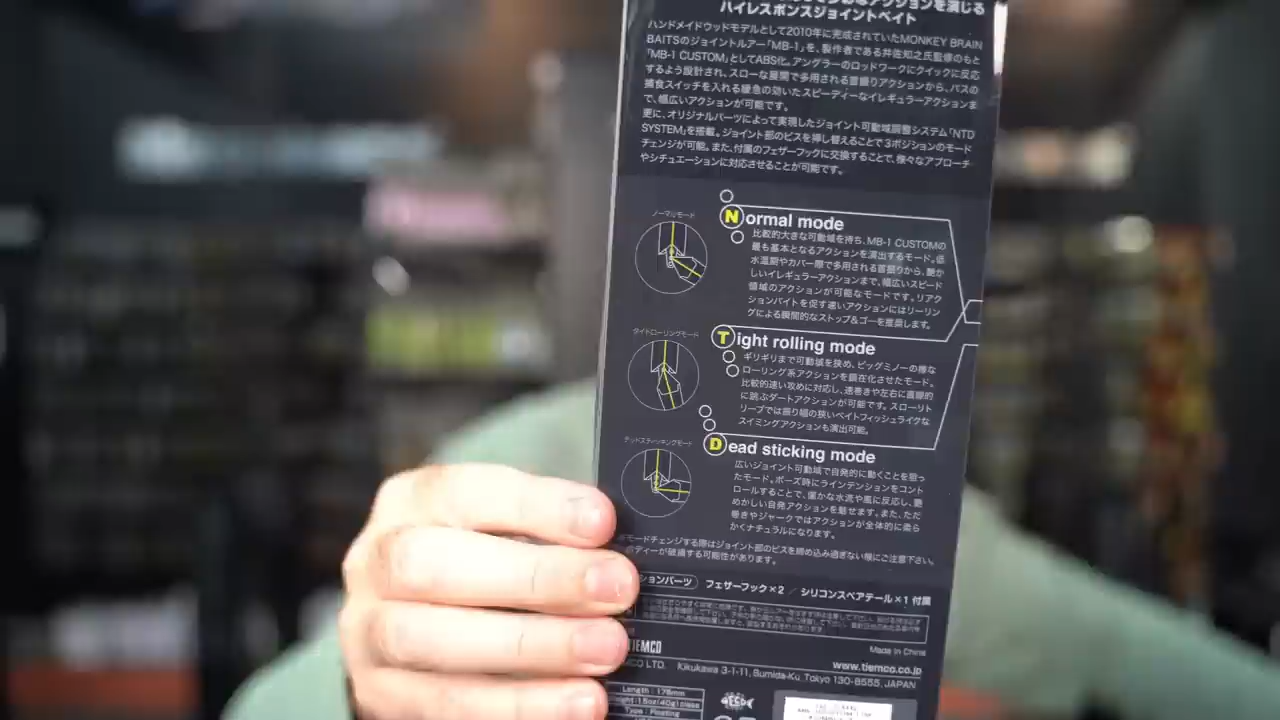 アクションを演じる
ハイレスポンスジョイントベイト
ハンドメイドウッドモデルとして2010年に完成されていたMONKEY BRAIN
BAITSのジョイントルアー「MB-1」を、製作者である井佐知之氏監修のもと
「MB-1 CUSTOM」としてABS化。アングラーのロッドワークにクイックに反応
するよう設計され、スローな展開で多用される首振りアクションから、バスの
捕食スイッチを入れる緩急の効いたスピーディーなイレギュラーアクションま
で、幅広いアクションが可能です。
更に、オリジナルパーツによって実現したジョイント可動域調整システム「NTD
SYSTEM」を搭載。ジョイント部のビスを挿し替えることで3ポジションのモード
チェンジが可能。また、付属のフェザーフックに交換することで、様々なアプローチ
やシチュエーションに対応させることが可能です。
ノーマルモード
Normal mode
比較的大きな可動域を持ち、MB-1 CUSTOMの
最も基本となるアクションを演出するモード。低
水温期やカバー際で多用される首振りから、艶か
しいイレギュラーアクションまで、幅広いスピード
領域のアクションが可能なモードです。リアク
ションバイトを促す速いアクションにはリーリン
グによる瞬間的なストップ&ゴーを推奨します。
タイトローリングモード
Tight rolling mode
ギリギリまで可動域を狭め、ビッグミノーの様な
ローリング系アクションを顕在化させたモード。
比較的速い攻めに対応し、速巻きや左右に直線的
に跳ぶダートアクションが可能です。スローリト
リーブでは振り幅の狭いベイトフィッシュライクな
スイミングアクションも演出可能。
デッドスティッキングモード
Dead sticking mode
広いジョイント可動域で自発的に動くことを狙っ
たモード。ポーズ時にラインテンションをコント
ロールすることで、僅かな水流や風に反応し、艶
めかしい自発アクションを魅せます。また、ただ
巻きやジャークではアクションが全体的に柔ら
かくナチュラルになります。
モードチェンジする際はジョイント部のビスを締め込み過ぎない様にご注意下さい。
ボディーが破損する可能性があります。
ションパーツ フェザーフック×2 / シリコンスペアテール×1 付属
Made in China
TIEMCO
CO LTD. Kikukawa 3-1-11, Sumida-Ku, Tokyo 130-8555, JAPAN
www.tiemco.co.jp
Length : 178mm
Weight : 1.5oz(40g)class
Type : Floating